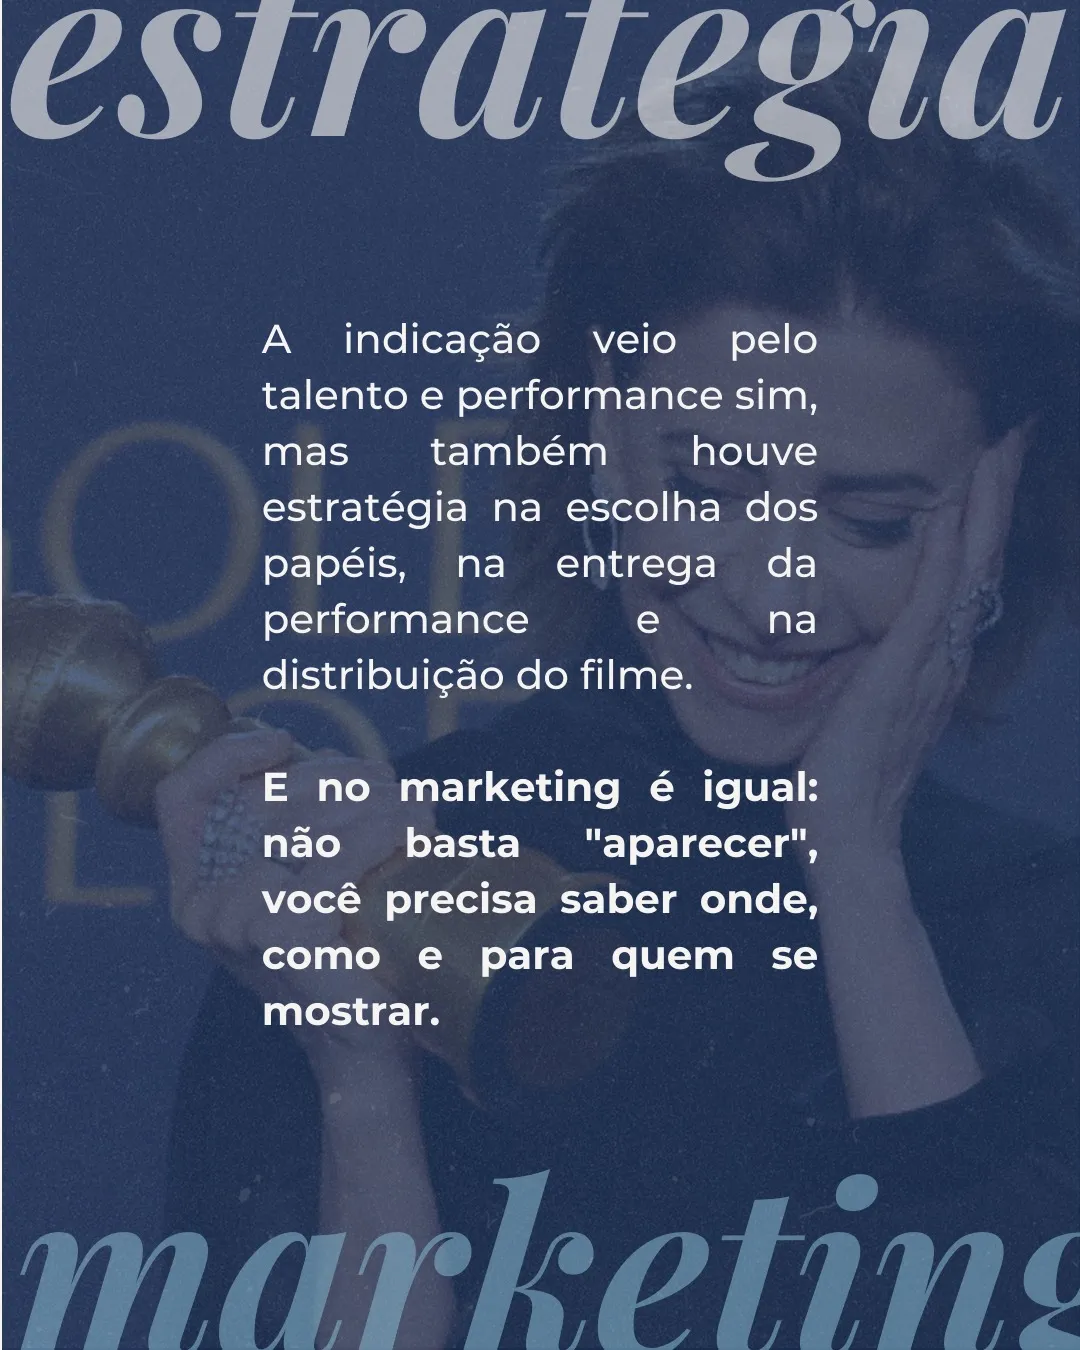 estratégia
A indicação veio pelo
talento e performance sim,
mas também houve
estratégia na escolha dos
papéis, na entrega da
performance e na
distribuição do filme.
E no marketing é igual:
não basta "aparecer",
você precisa saber onde,
como e para quem se
mostrar.
marketing